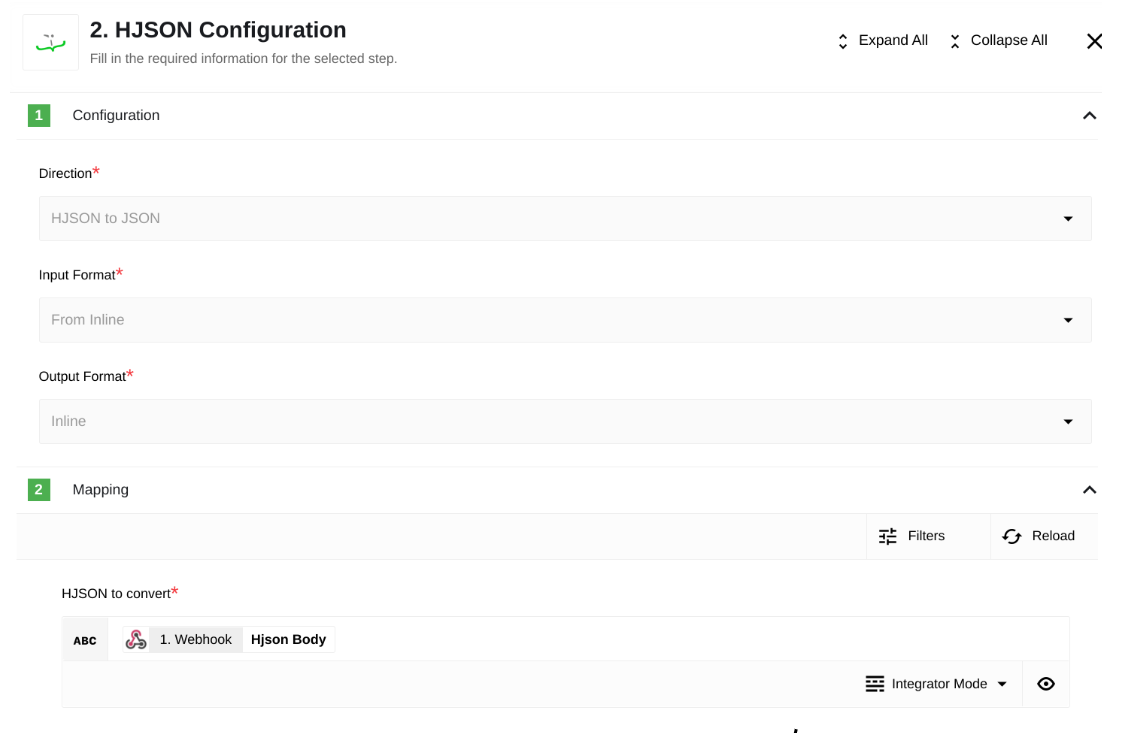 2. HJSON Configuration
Fill in the required information for the selected step.
Expand All
Collapse All
1 Configuration
Direction*
HJSON to JSON
Input Format*
From Inline
Output Format*
Inline
2 Mapping
Filters
Reload
HJSON to convert*
ABC 1. Webhook Hjson Body
Integrator Mode